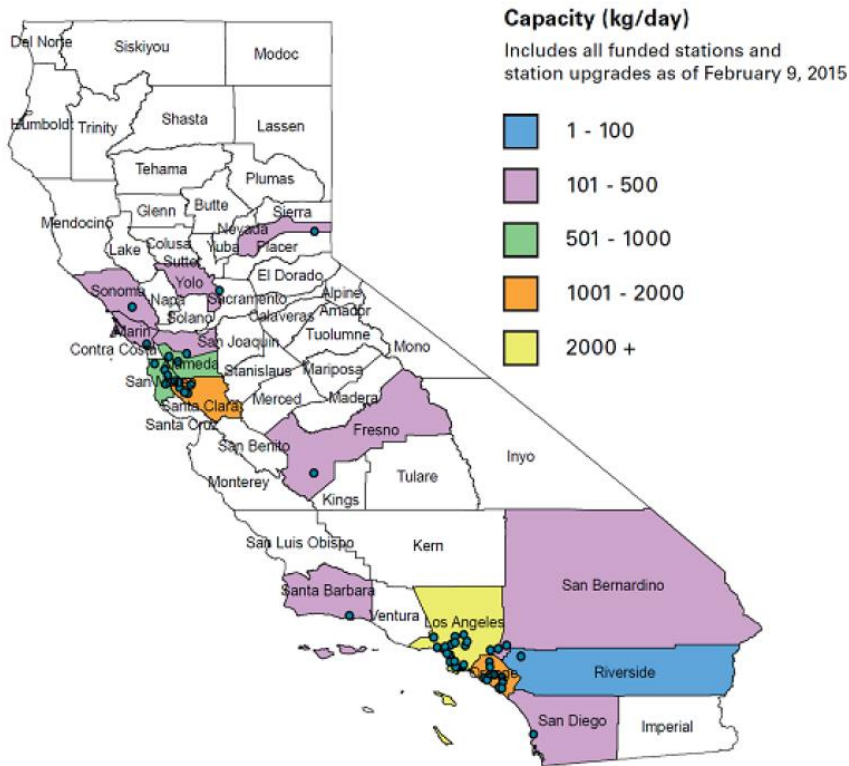 Capacity (kg/day)
Includes all funded stations and
station upgrades as of February 9, 2015
1 - 100
101 - 500
501 - 1000
1001 - 2000
2000 +
Del Norte
Siskiyou
Modoc
Humboldt
Trinity
Shasta
Lassen
Tehama
Plumas
Mendocino
Glenn
Butte
Sierra
Nevada
Lake
Colusa
Yuba
Placer
Sutter
El Dorado
Sonoma
Yolo
Napa
Sacramento
Alpine
Solano
Amador
Calaveras
Marin
Tuolumne
Contra Costa
San Joaquin
Mono
Alameda
Stanislaus
Mariposa
San
Merced
Madera
Santa Clara
Santa Cruz
Fresno
San Benito
Inyo
Monterey
Tulare
Kings
San Luis Obispo
Kern
Santa Barbara
San Bernardino
Ventura
Los Angeles
Riverside
San Diego
Imperial